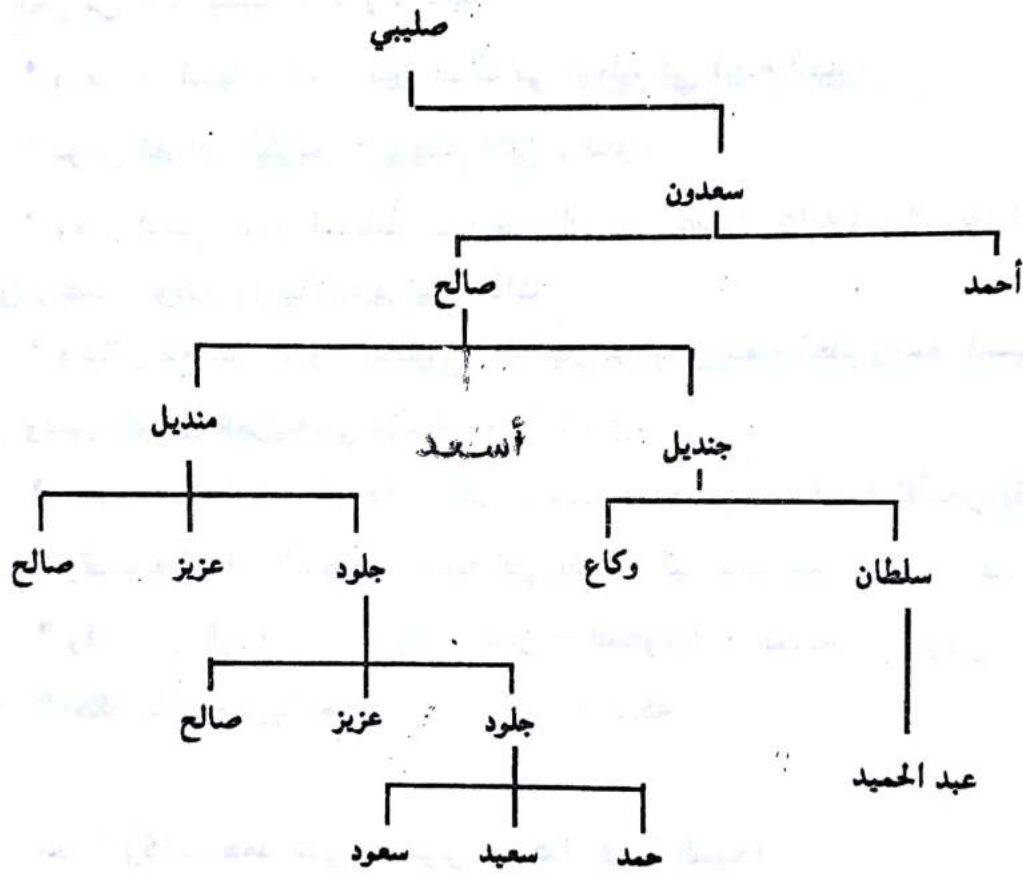 صليبي
سعدون
أحمد صالح
جنديل أسعد منديل
سلطان وكاع جلود عزيز صالح
جلود عزيز صالح
عبد الحميد
حمد سعيد سعود